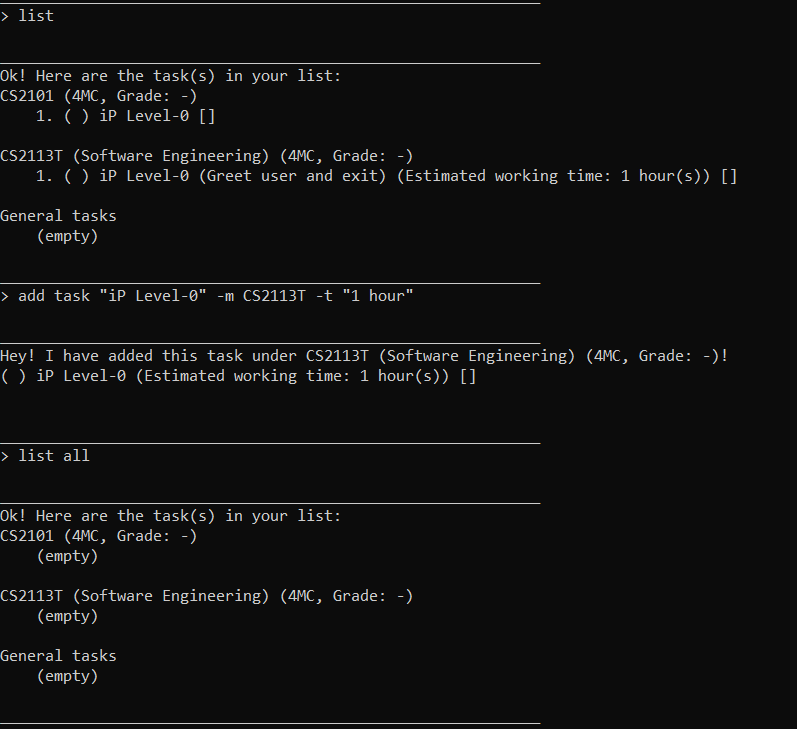 > list
Ok! Here are the task(s) in your list:
CS2101 (4MC, Grade: -)
1. ( ) iP Level-0 []
CS2113T (Software Engineering) (4MC, Grade: -)
1. ( ) iP Level-0 (Greet user and exit) (Estimated working time: 1 hour(s)) []
General tasks
(empty)
> add task "iP Level-0" -m CS2113T -t "1 hour"
Hey! I have added this task under CS2113T (Software Engineering) (4MC, Grade: -)!
( ) iP Level-0 (Estimated working time: 1 hour(s)) []
> list all
Ok! Here are the task(s) in your list:
CS2101 (4MC, Grade: -)
(empty)
CS2113T (Software Engineering) (4MC, Grade: -)
(empty)
General tasks
(empty)